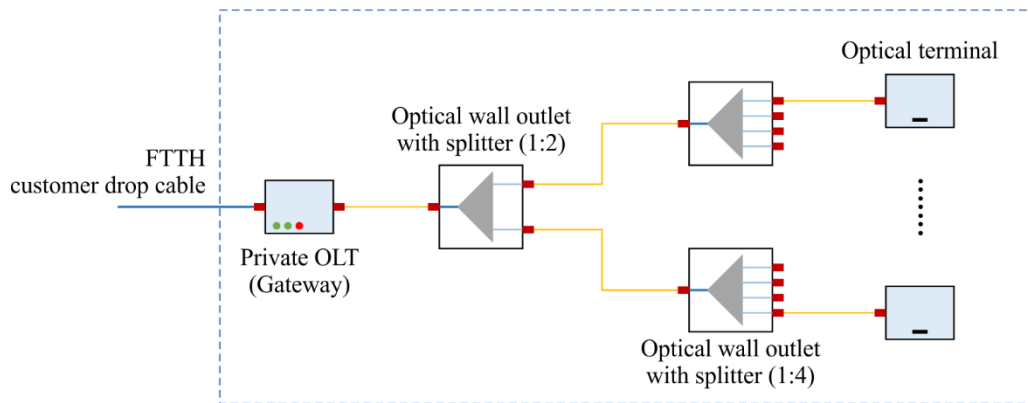 Optical terminal
Optical wall outlet
with splitter (1:2)
FTTH
customer drop cable
Private OLT
(Gateway)
Optical wall outlet
with splitter (1:4)